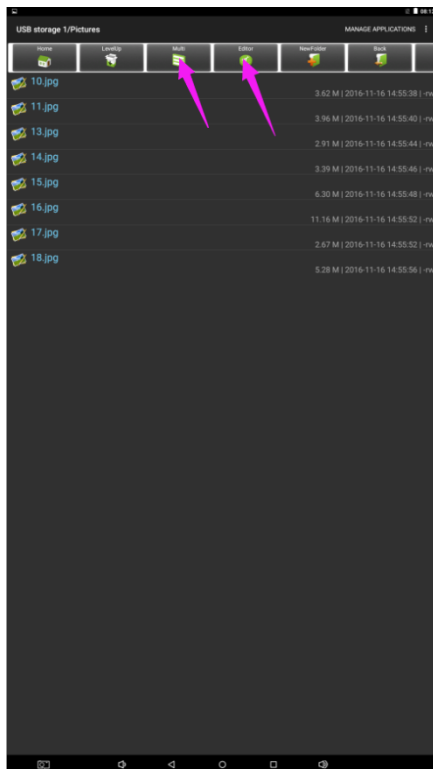 USB storage 1/Pictures MANAGE APPLICATIONS
Home LevelUp Multi Editor NewFolder Back
10.jpg
3.62 M | 2016-11-16 14:55:38 | -rw
11.jpg
3.96 M | 2016-11-16 14:55:40 | -rw
13.jpg
2.91 M | 2016-11-16 14:55:44 | -rw
14.jpg
3.39 M | 2016-11-16 14:55:46 | -rw
15.jpg
6.30 M | 2016-11-16 14:55:48 | -rw
16.jpg
11.16 M | 2016-11-16 14:55:52 | -rw
17.jpg
2.67 M | 2016-11-16 14:55:52 | -rw
18.jpg
5.28 M | 2016-11-16 14:55:56 | -rw